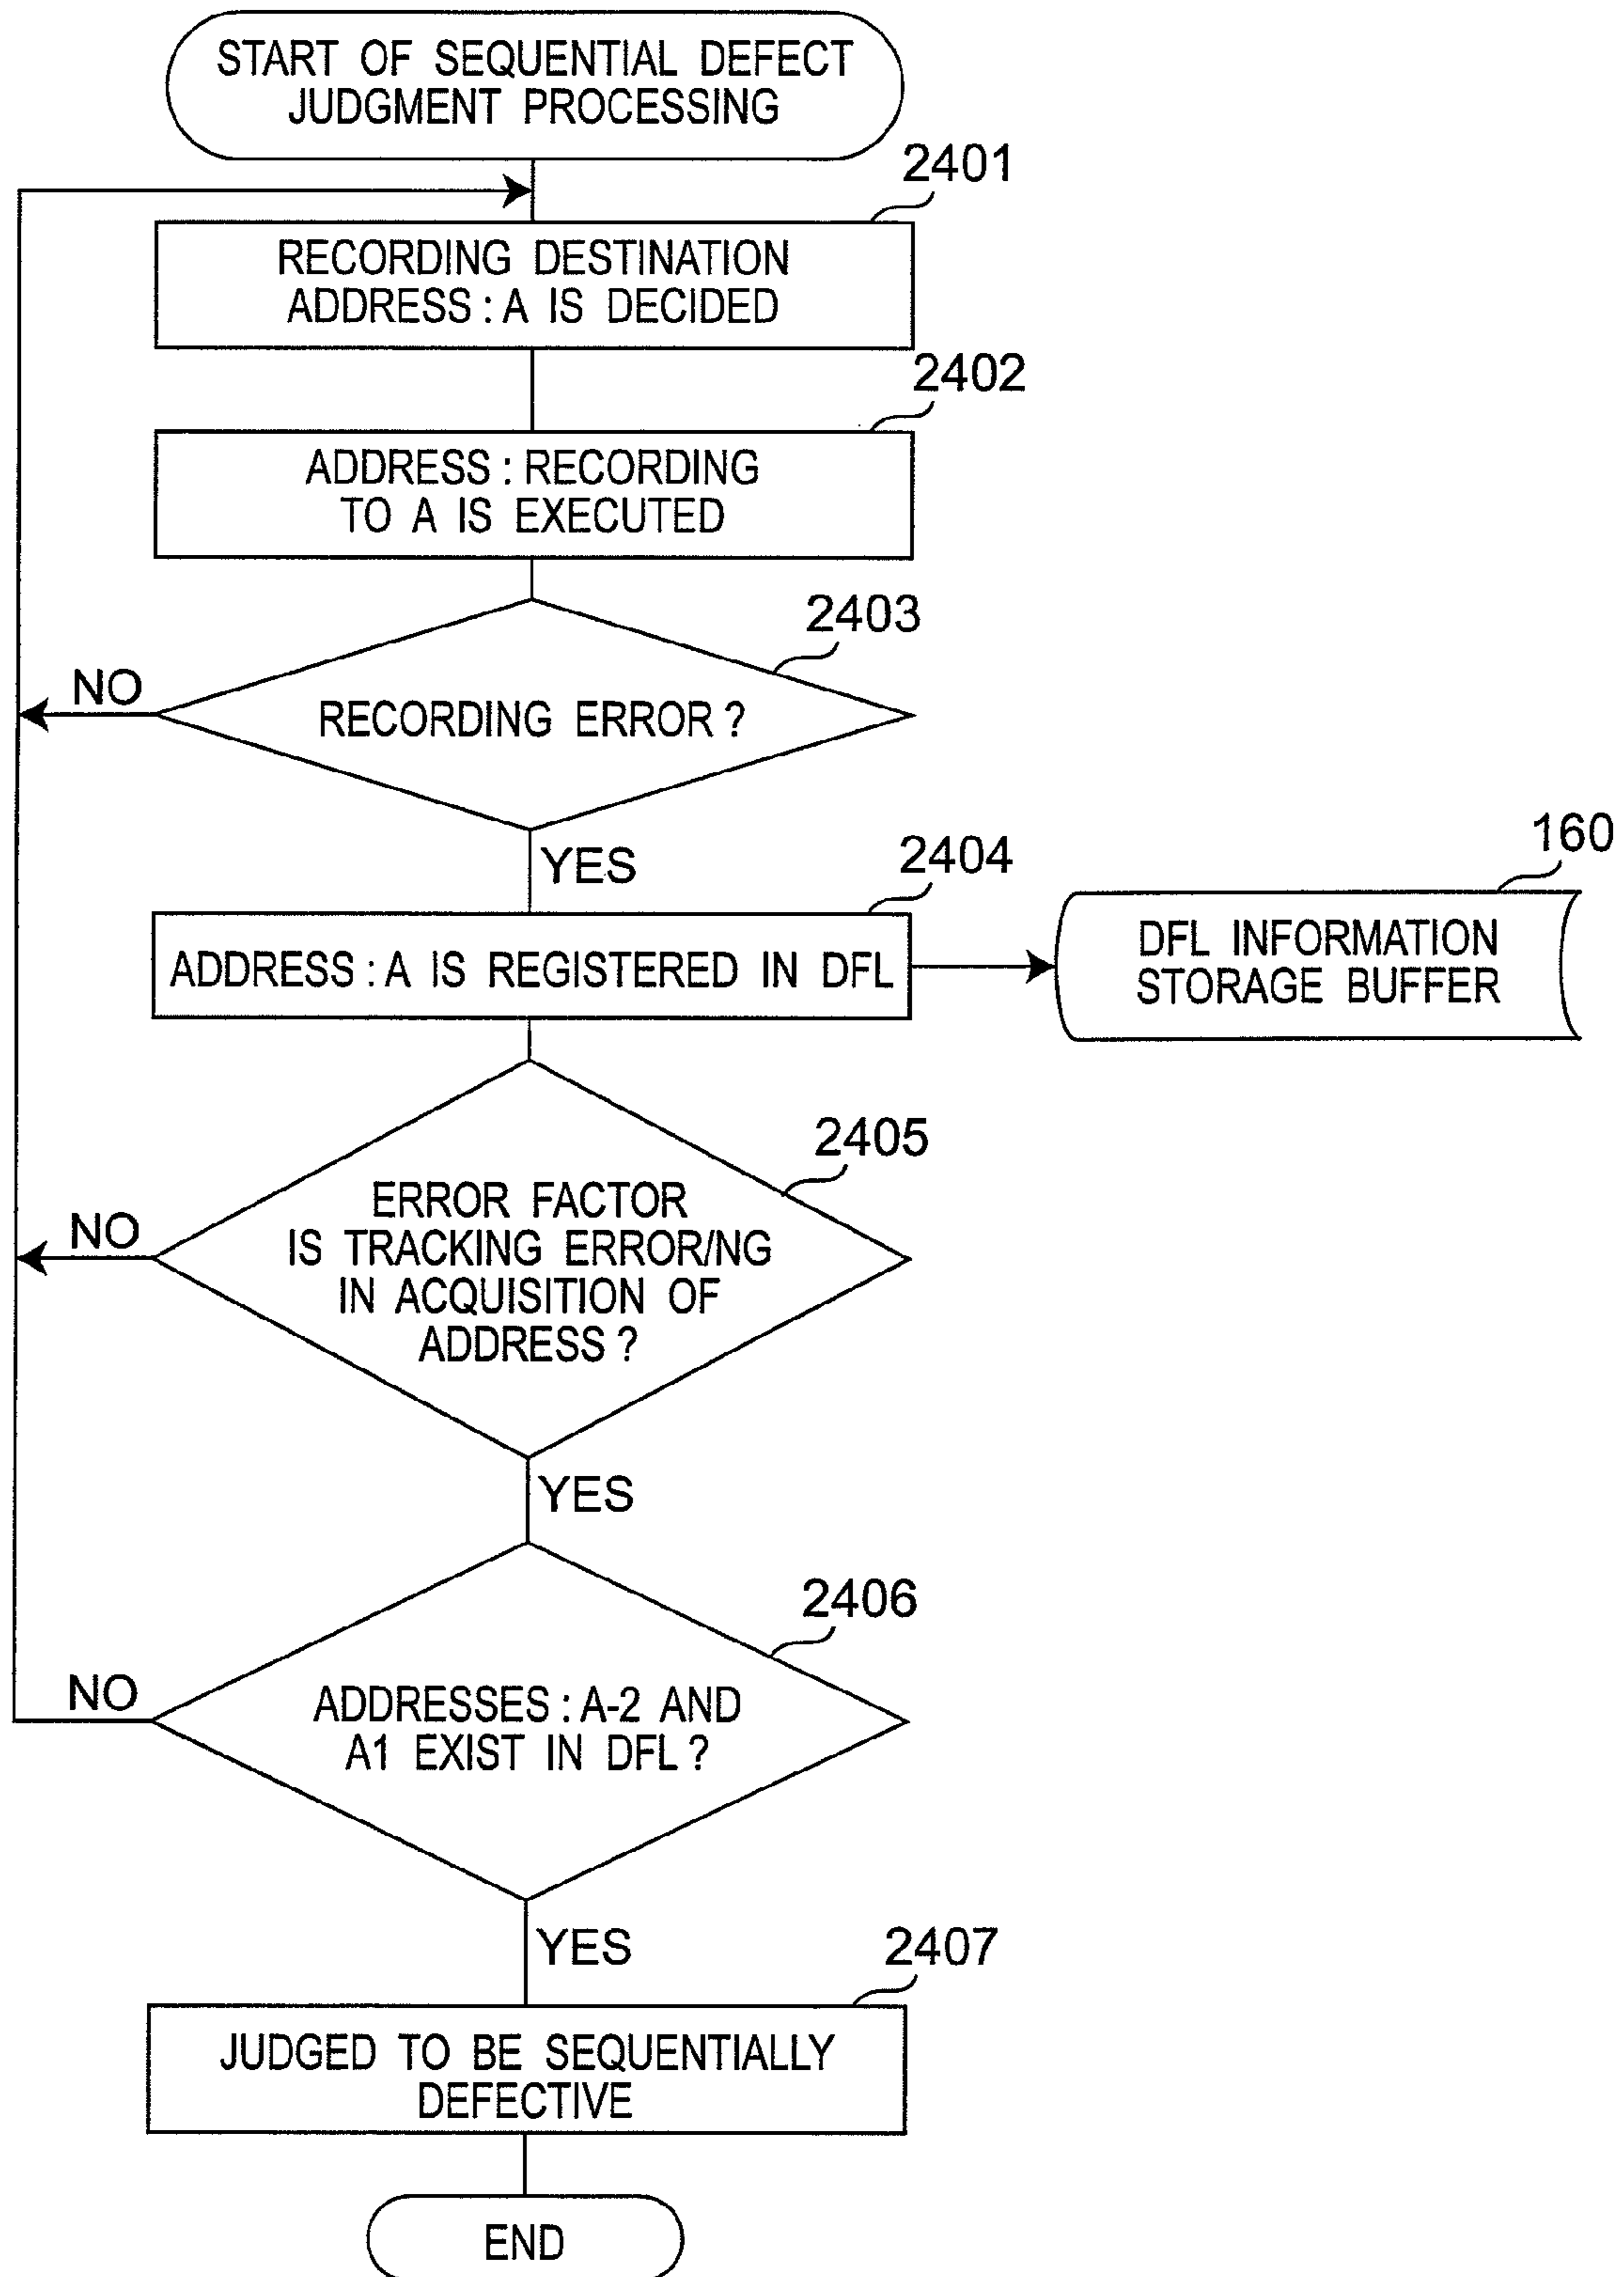 START OF SEQUENTIAL DEFECT
JUDGMENT PROCESSING
2401
RECORDING DESTINATION
ADDRESS : A IS DECIDED
2402
ADDRESS : RECORDING
TO A IS EXECUTED
2403
NO
RECORDING ERROR ?
YES
2404
160
ADDRESS : A IS REGISTERED IN DFL
DFL INFORMATION
STORAGE BUFFER
2405
NO
ERROR FACTOR
IS TRACKING ERROR/NG
IN ACQUISITION OF
ADDRESS ?
YES
2406
NO
ADDRESSES : A-2 AND
A1 EXIST IN DFL ?
YES
2407
JUDGED TO BE SEQUENTIALLY
DEFECTIVE
END